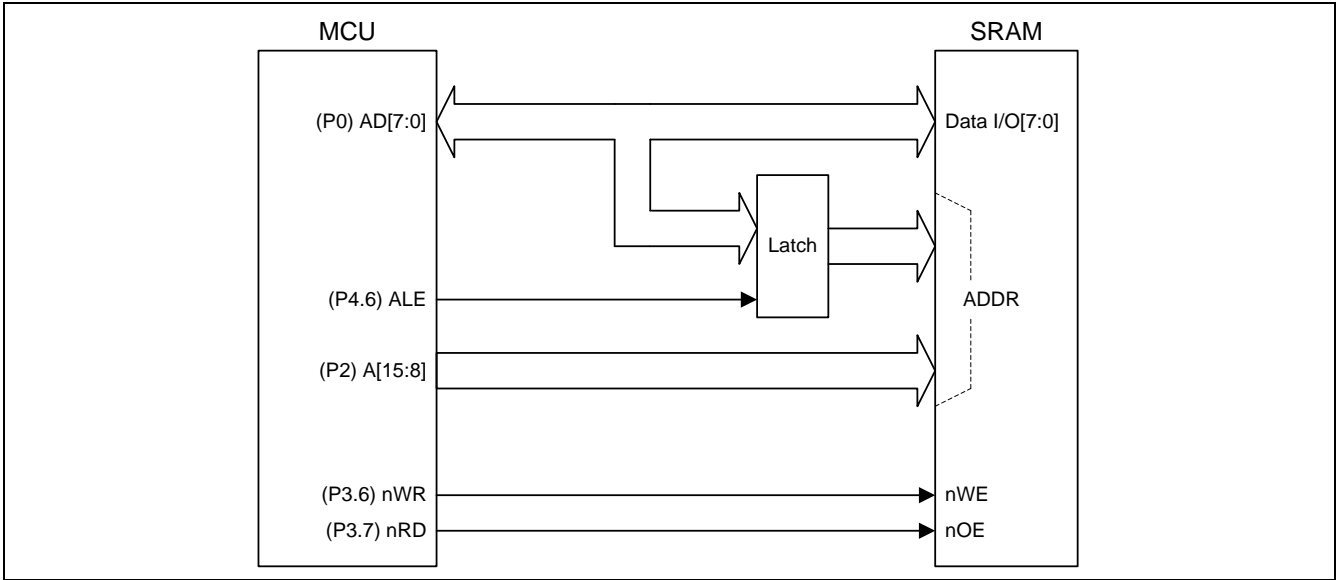 MCU
SRAM
(P0) AD[7:0]
Data I/O[7:0]
Latch
(P4.6) ALE
ADDR
(P2) A[15:8]
(P3.6) nWR
nWE
(P3.7) nRD
nOE